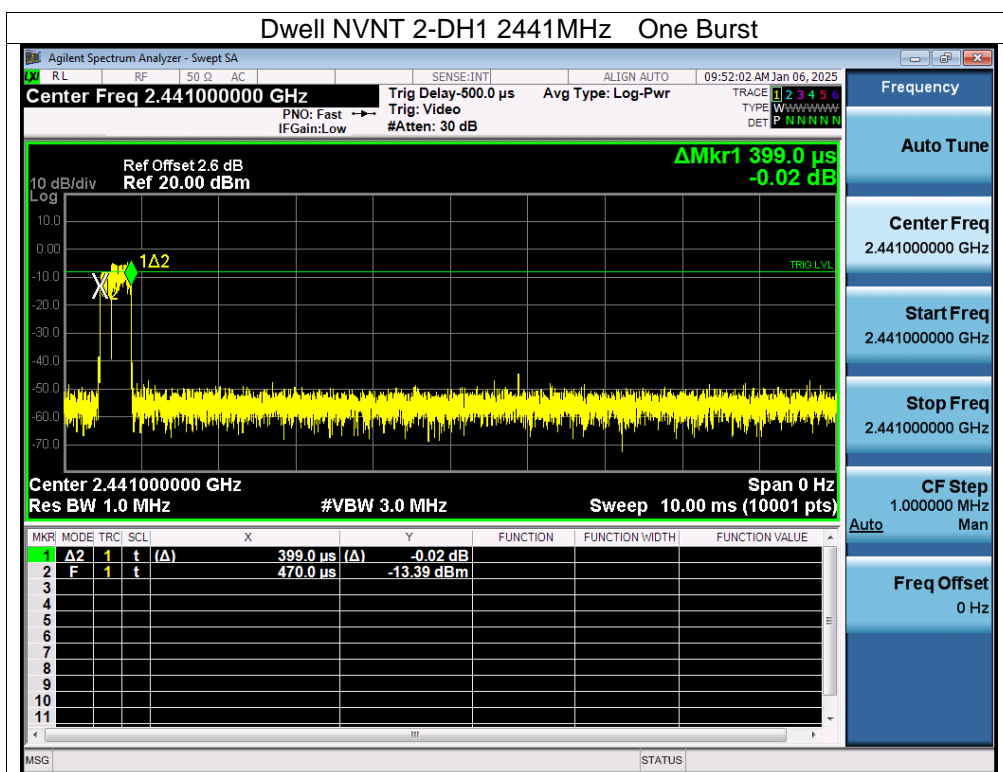 Dwell NVNT 2-DH1 2441MHz One Burst
Agilent Spectrum Analyzer - Swept SA
LXI RL RF 50 Ω AC SENSE:INT ALIGN AUTO 09:52:02 AM Jan 06, 2025
Center Freq 2.441000000 GHz
PNO: Fast
IFGain:Low
Trig Delay-500.0 µs
Trig: Video
#Atten: 30 dB
Avg Type: Log-Pwr
TRACE 1 2 3 4 5 6
TYPE WWWWWW
DET P N N N N N
Ref Offset 2.6 dB
10 dB/div Ref 20.00 dBm
Log
ΔMkr1 399.0 µs
-0.02 dB
10.0
0.00
-10.0
-20.0
-30.0
-40.0
-50.0
-60.0
-70.0
1Δ2
2
TRIG LVL
Center 2.441000000 GHz Span 0 Hz
Res BW 1.0 MHz #VBW 3.0 MHz Sweep 10.00 ms (10001 pts)
MKR MODE TRC SCL X Y FUNCTION FUNCTION WIDTH FUNCTION VALUE
1 Δ2 1 t (Δ) 399.0 µs (Δ) -0.02 dB
2 F 1 t 470.0 µs -13.39 dBm
3
4
5
6
7
8
9
10
11
MSG STATUS
Frequency
Auto Tune
Center Freq
2.441000000 GHz
Start Freq
2.441000000 GHz
Stop Freq
2.441000000 GHz
CF Step
1.000000 MHz
Auto Man
Freq Offset
0 Hz